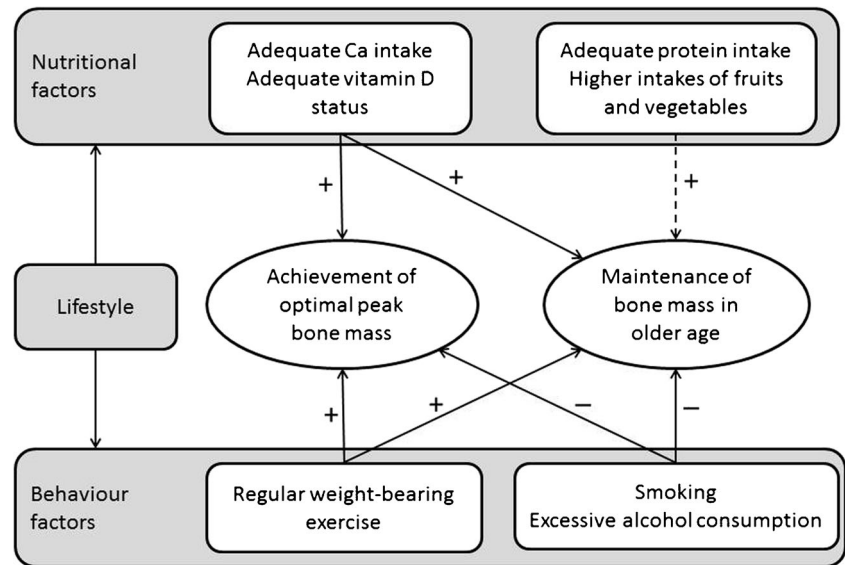 Nutritional
factors
Adequate Ca intake
Adequate vitamin D
status
Adequate protein intake
Higher intakes of fruits
and vegetables
+
+
+
Lifestyle
Achievement of
optimal peak
bone mass
Maintenance of
bone mass in
older age
+
+
–
–
Behaviour
factors
Regular weight-bearing
exercise
Smoking
Excessive alcohol consumption